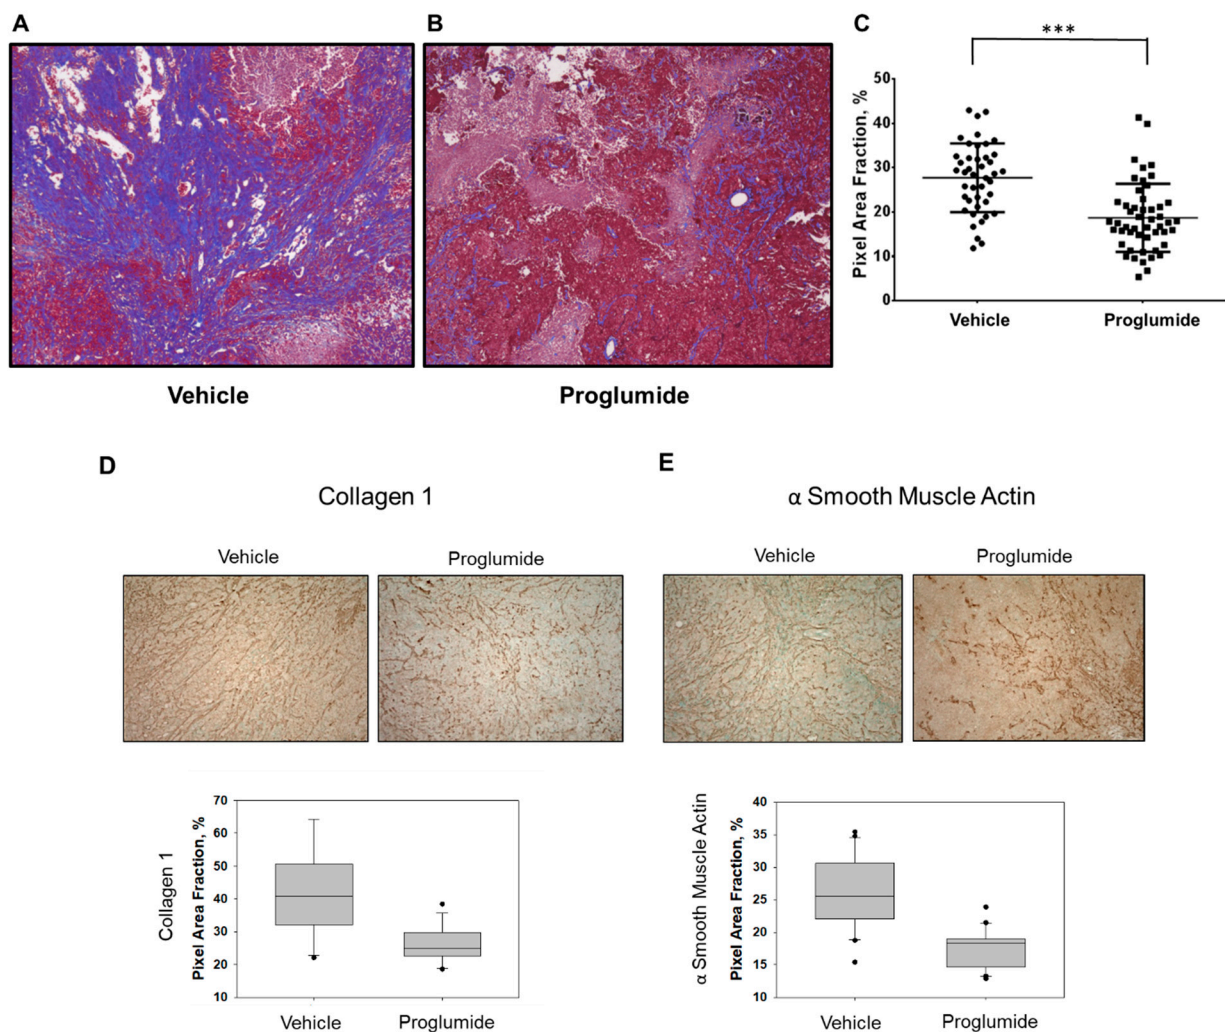 A
B
C
***
Pixel Area Fraction, %
50
40
30
20
10
0
Vehicle
Proglumide
Vehicle
Proglumide
D
E
Collagen 1
α Smooth Muscle Actin
Vehicle
Proglumide
Vehicle
Proglumide
Collagen 1
Pixel Area Fraction, %
70
60
50
40
30
20
10
Vehicle
Proglumide
α Smooth Muscle Actin
Pixel Area Fraction, %
40
35
30
25
20
15
10
Vehicle
Proglumide